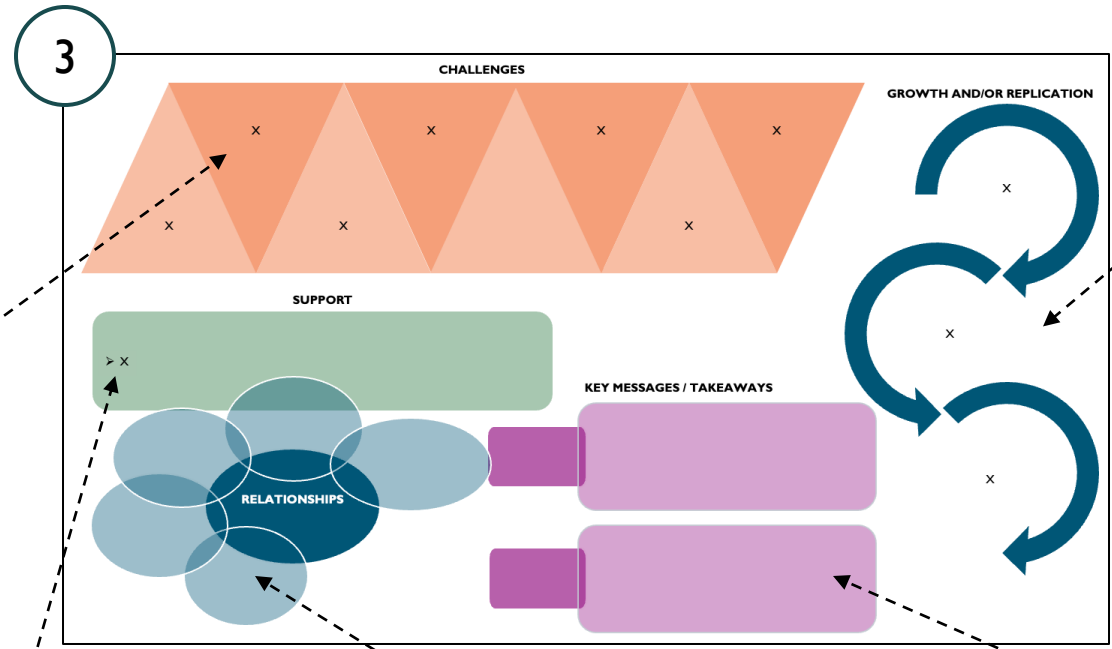 3
CHALLENGES
GROWTH AND/OR REPLICATION
x x x x
x
x x x
SUPPORT
x
➢ x
KEY MESSAGES / TAKEAWAYS
RELATIONSHIPS
x